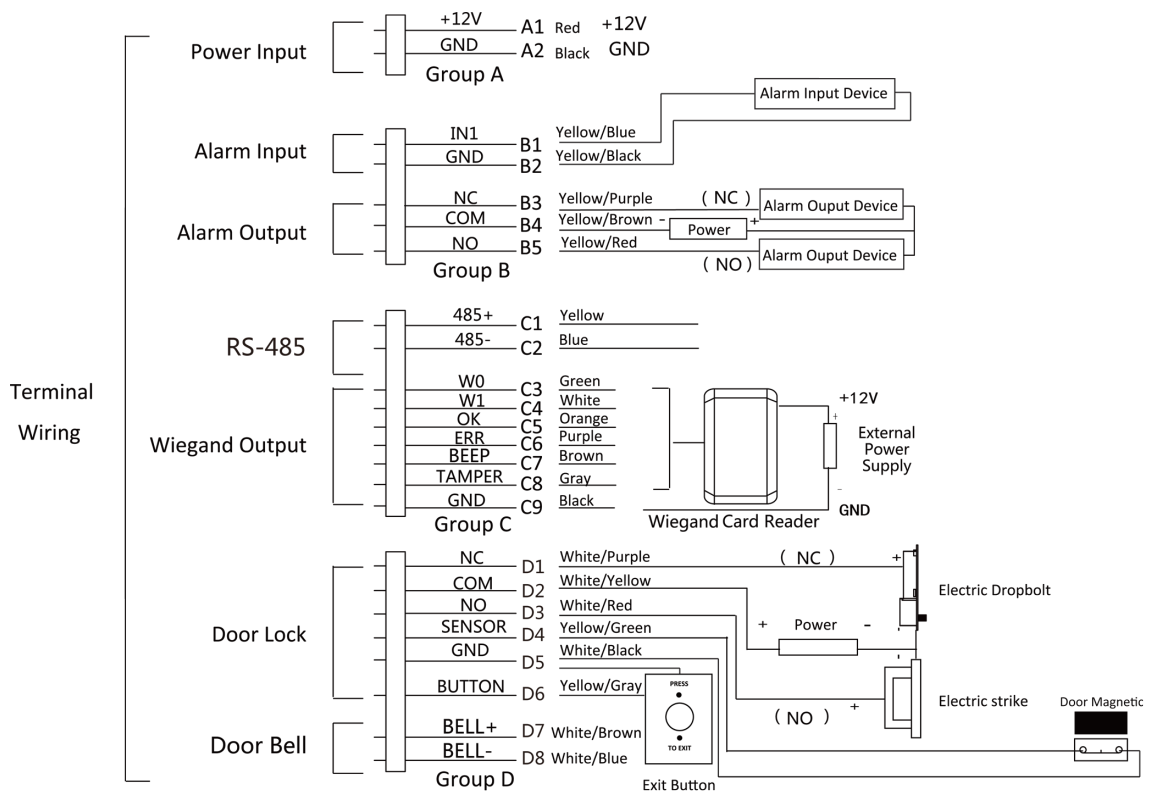 Terminal
Wiring
Power Input
+12V A1 Red +12V
GND A2 Black GND
Group A
Alarm Input
IN1 B1 Yellow/Blue
GND B2 Yellow/Black
Alarm Input Device
Alarm Output
NC B3 Yellow/Purple ( NC ) Alarm Ouput Device
COM B4 Yellow/Brown - Power +
NO B5 Yellow/Red ( NO ) Alarm Ouput Device
Group B
RS-485
485+ C1 Yellow
485- C2 Blue
Wiegand Output
W0 C3 Green
W1 C4 White
OK C5 Orange
ERR C6 Purple
BEEP C7 Brown
TAMPER C8 Gray
GND C9 Black
Group C
Wiegand Card Reader
+12V
+
External
Power
Supply
-
GND
Door Lock
NC D1 White/Purple ( NC ) +
COM D2 White/Yellow
NO D3 White/Red
SENSOR D4 Yellow/Green
GND D5 White/Black
BUTTON D6 Yellow/Gray
Electric Dropbolt
+ Power -
Electric strike
( NO ) +
Door Magnetic
PRESS
TO EXIT
Exit Button
Door Bell
BELL+ D7 White/Brown
BELL- D8 White/Blue
Group D